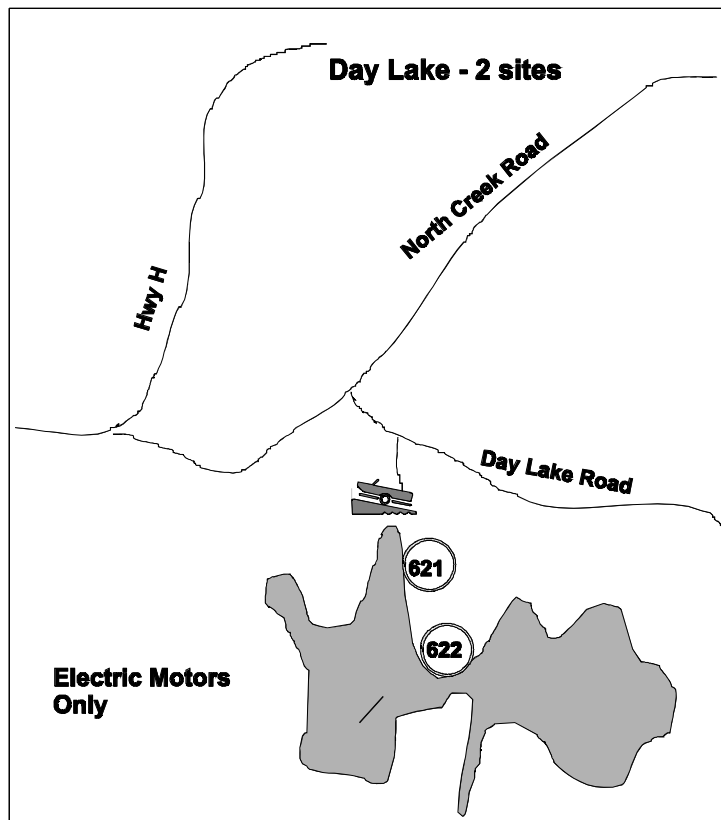 Day Lake - 2 sites
North Creek Road
Hwy H
Day Lake Road
621
622
Electric Motors
Only